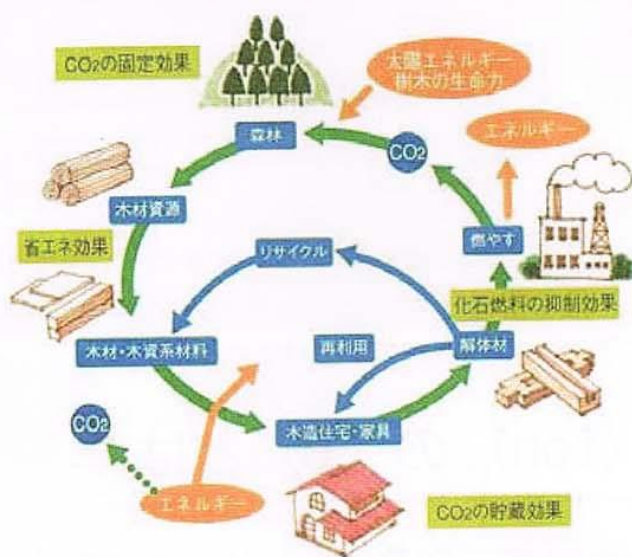 CO₂の固定効果
太陽エネルギー
樹木の生命力
エネルギー
森林
CO₂
木材資源
燃やす
省エネ効果
リサイクル
化石燃料の抑制効果
木材・木資系材料
再利用
解体材
CO₂
木造住宅・家具
エネルギー
CO₂の貯蔵効果